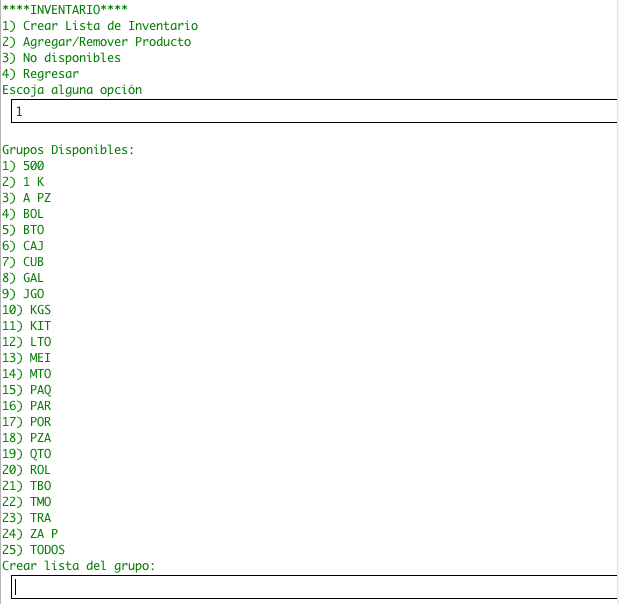 ****INVENTARIO****
1) Crear Lista de Inventario
2) Agregar/Remover Producto
3) No disponibles
4) Regresar
Escoja alguna opción
1
Grupos Disponibles:
1) 500
2) 1 K
3) A PZ
4) BOL
5) BTO
6) CAJ
7) CUB
8) GAL
9) JGO
10) KGS
11) KIT
12) LTO
13) MEI
14) MTO
15) PAQ
16) PAR
17) POR
18) PZA
19) QTO
20) ROL
21) TBO
22) TMO
23) TRA
24) ZA P
25) TODOS
Crear lista del grupo: